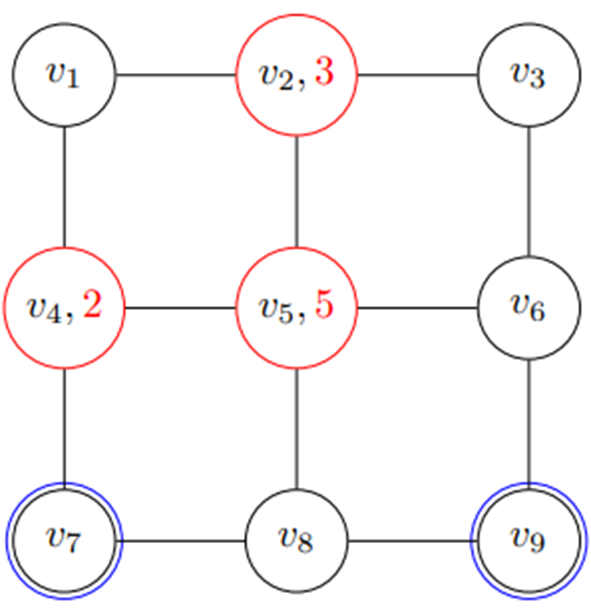 v₁ v₂, 3 v₃
v₄, 2 v₅, 5 v₆
v₇ v₈ v₉